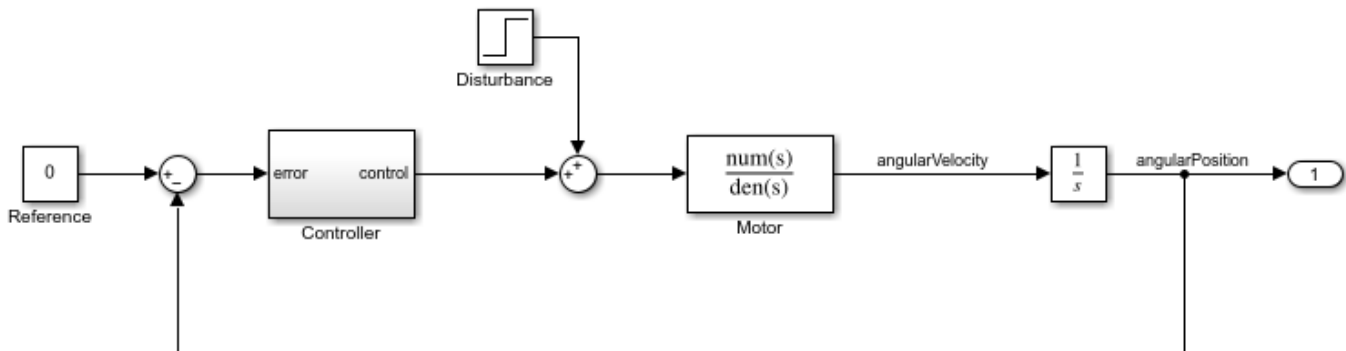 Disturbance
0
Reference
+
−
error
control
Controller
+
+
num(s)
den(s)
Motor
angularVelocity
1
s
angularPosition
1